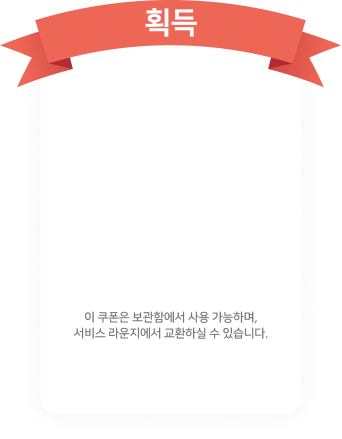 획득
이 쿠폰은 보관함에서 사용 가능하며,
서비스 라운지에서 교환하실 수 있습니다.